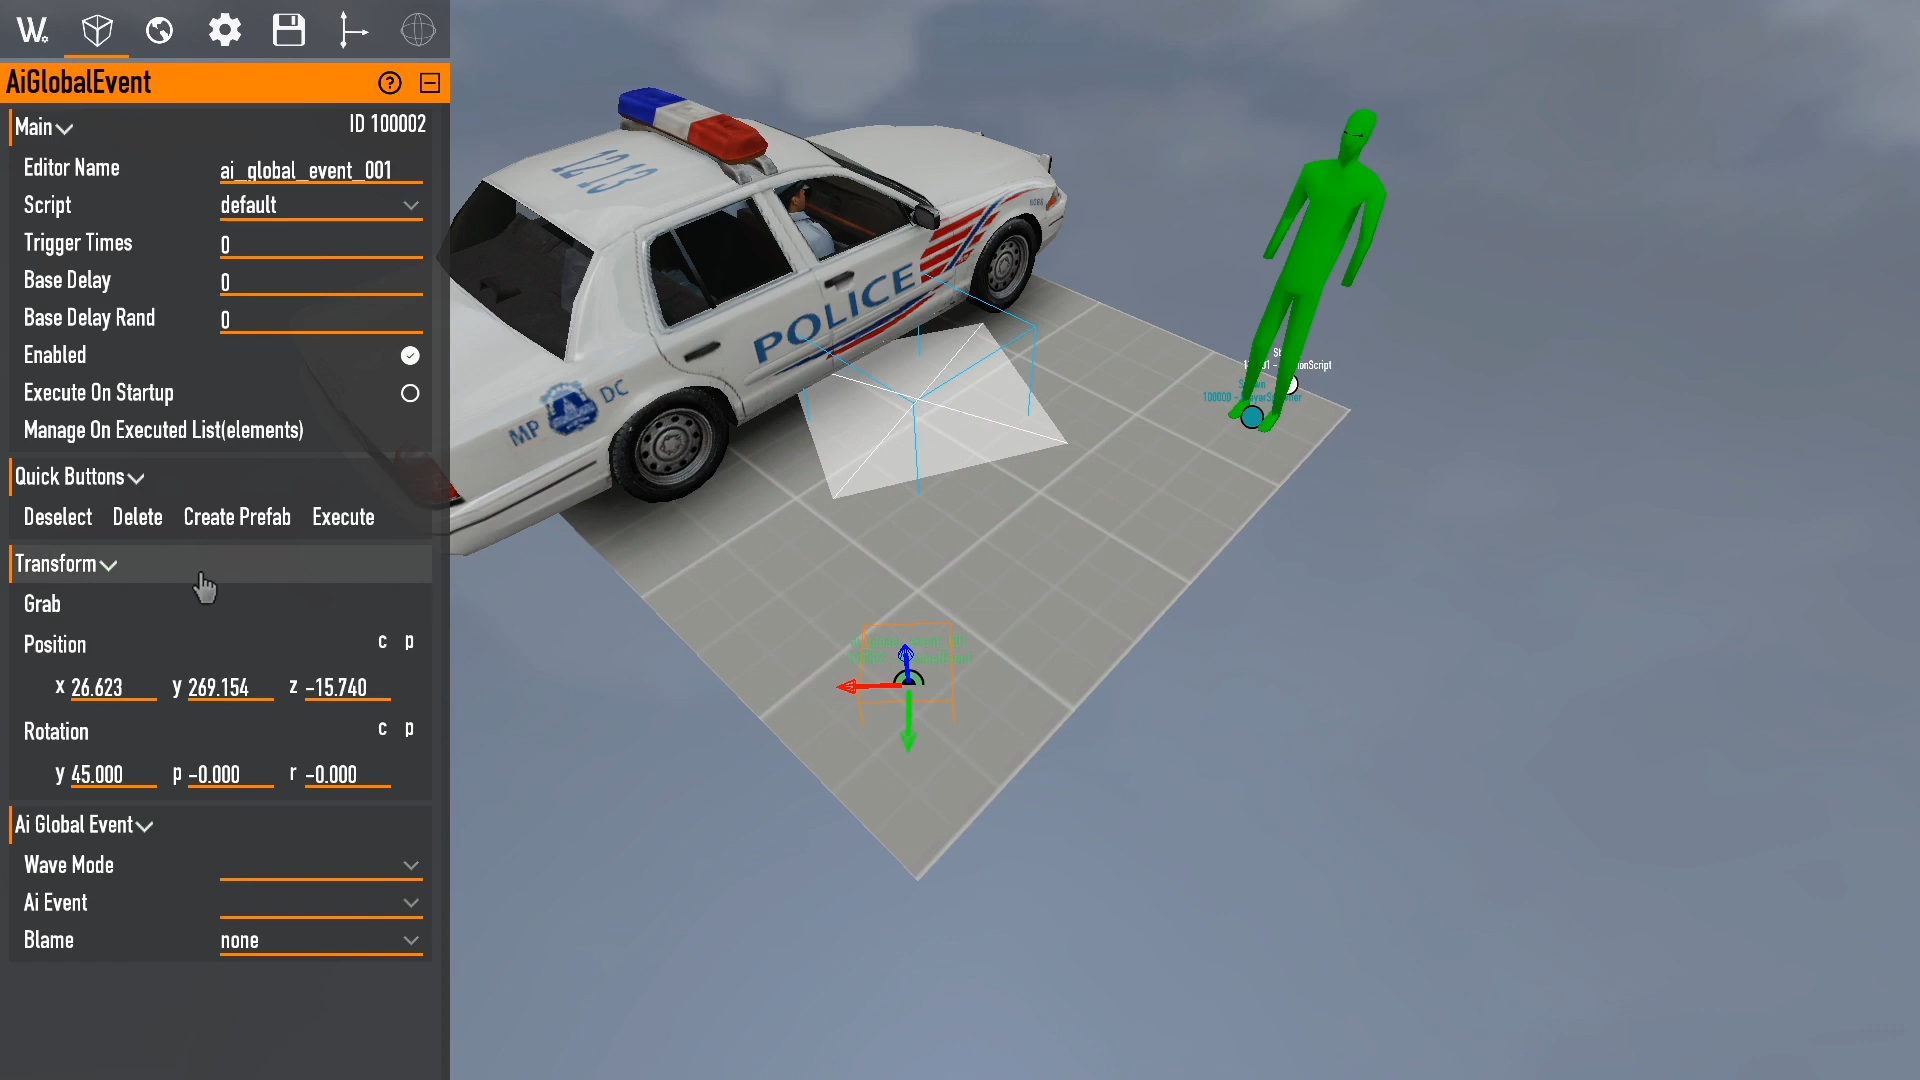 W.
AiGlobalEvent ?
Main ID 100002
Editor Name ai_global_event_001
Script default
Trigger Times 0
Base Delay 0
Base Delay Rand 0
Enabled
Execute On Startup
Manage On Executed List(elements)
Quick Buttons
Deselect Delete Create Prefab Execute
Transform
Grab
Position c p
x 26.623 y 269.154 z -15.740
Rotation c p
y 45.000 p -0.000 r -0.000
Ai Global Event
Wave Mode
Ai Event
Blame none
1213
POLICE
MP DC